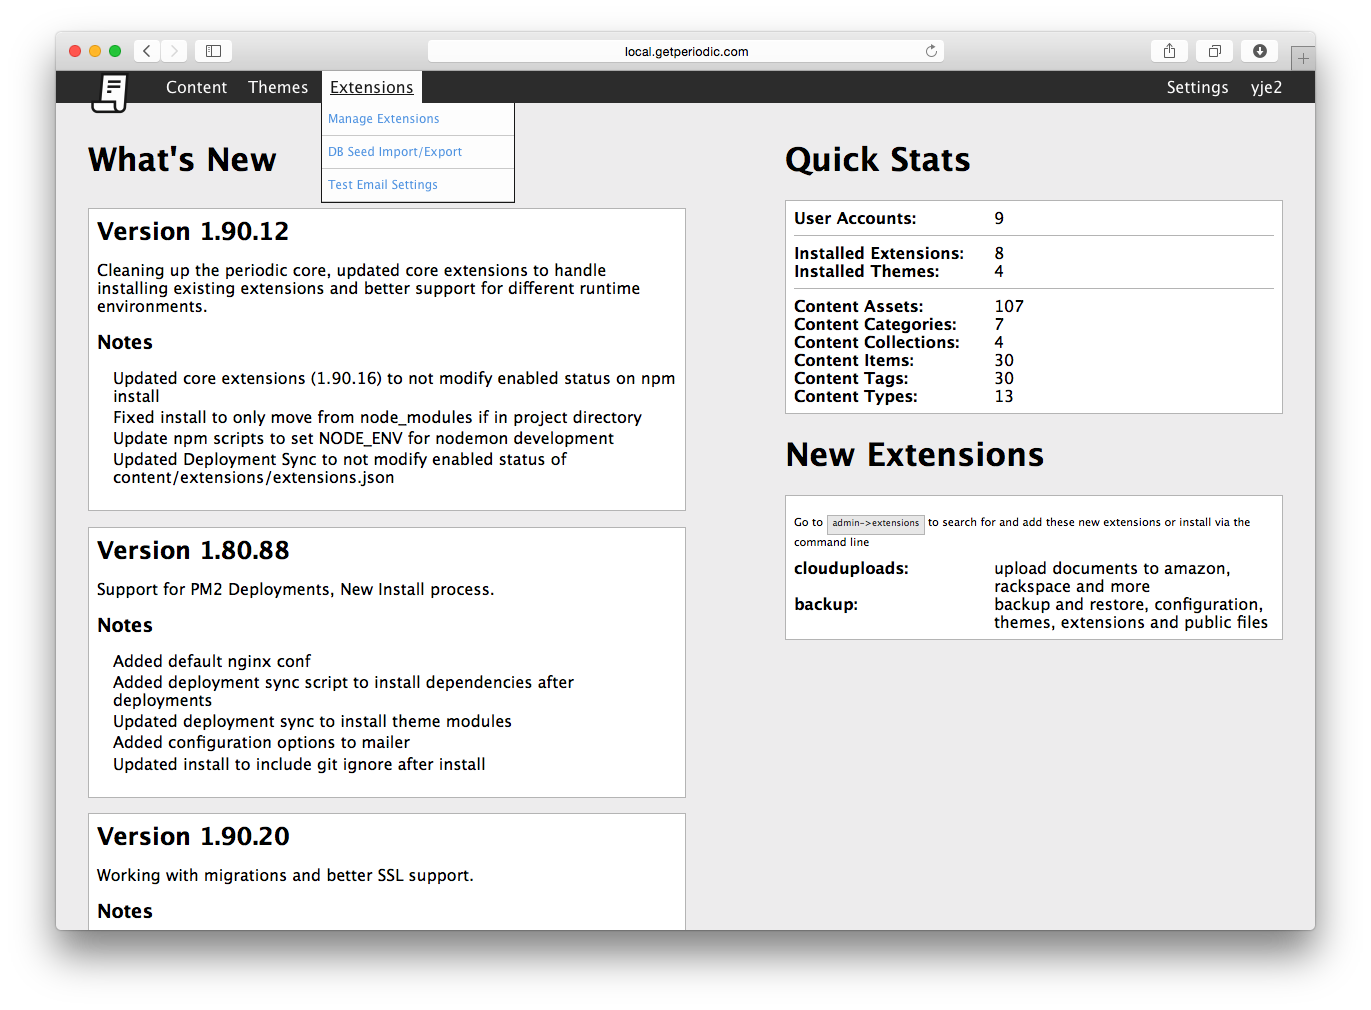 local.getperiodic.com
Content Themes Extensions Settings yje2
Manage Extensions
DB Seed Import/Export
Test Email Settings
What's New
Version 1.90.12
Cleaning up the periodic core, updated core extensions to handle
installing existing extensions and better support for different runtime
environments.
Notes
Updated core extensions (1.90.16) to not modify enabled status on npm
install
Fixed install to only move from node_modules if in project directory
Update npm scripts to set NODE_ENV for nodemon development
Updated Deployment Sync to not modify enabled status of
content/extensions/extensions.json
Version 1.80.88
Support for PM2 Deployments, New Install process.
Notes
Added default nginx conf
Added deployment sync script to install dependencies after
deployments
Updated deployment sync to install theme modules
Added configuration options to mailer
Updated install to include git ignore after install
Version 1.90.20
Working with migrations and better SSL support.
Notes
Quick Stats
User Accounts: 9
Installed Extensions: 8
Installed Themes: 4
Content Assets: 107
Content Categories: 7
Content Collections: 4
Content Items: 30
Content Tags: 30
Content Types: 13
New Extensions
Go to admin->extensions to search for and add these new extensions or install via the
command line
clouduploads: upload documents to amazon,
rackspace and more
backup: backup and restore, configuration,
themes, extensions and public files